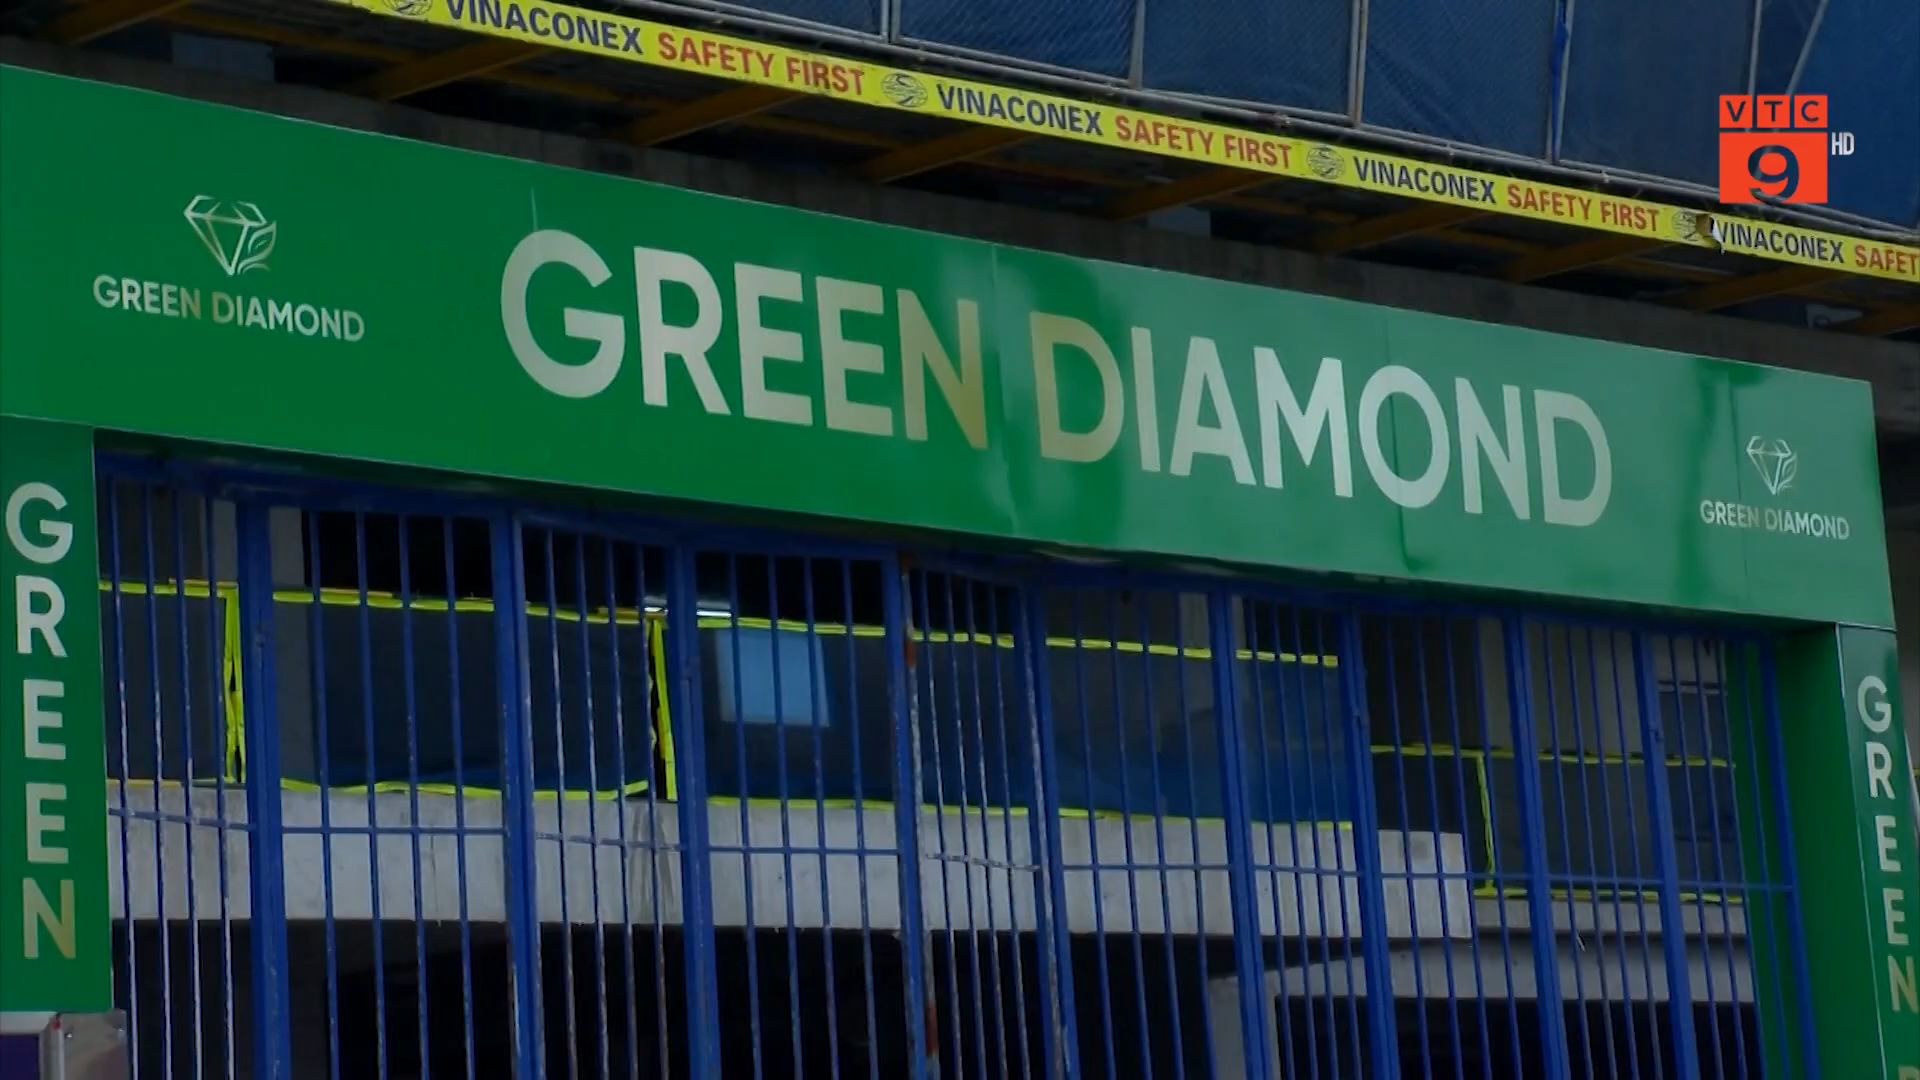 VINACONEX SAFETY FIRST VINACONEX SAFETY FIRST VINACONEX SAFETY FIRST VINACONEX SAFET
VTC
9
HD
GREEN DIAMOND
GREEN DIAMOND
GREEN DIAMOND
GREEN
GREEN